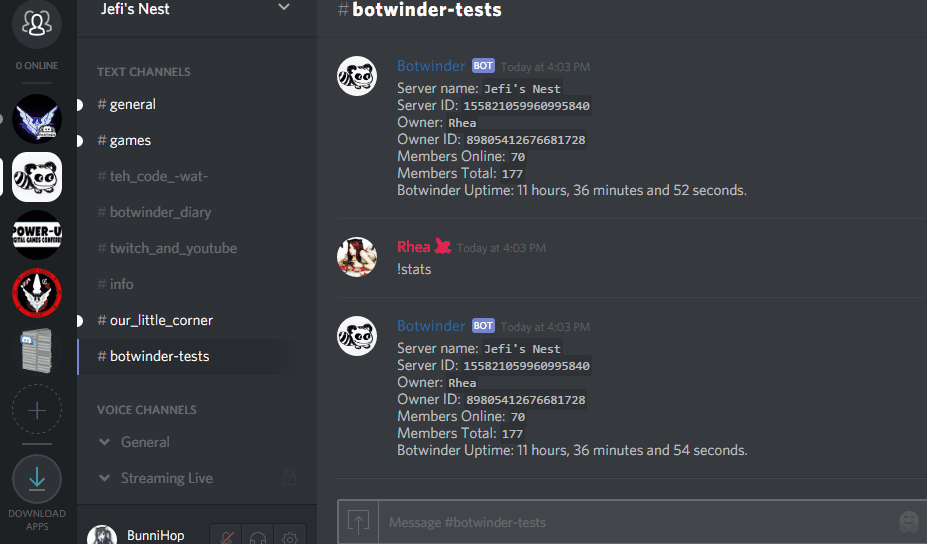 Jefi's Nest
0 ONLINE
TEXT CHANNELS
# general
# games
# teh_code_-wat-
# botwinder_diary
# twitch_and_youtube
# info
# our_little_corner
# botwinder-tests
VOICE CHANNELS
General
Streaming Live
DOWNLOAD
APPS
BunniHop
POWER-U
DIGITAL GAMES CONFERE
#botwinder-tests
Botwinder BOT Today at 4:03 PM
Server name: Jefi's Nest
Server ID: 155821059960995840
Owner: Rhea
Owner ID: 89805412676681728
Members Online: 70
Members Total: 177
Botwinder Uptime: 11 hours, 36 minutes and 52 seconds.
Rhea Today at 4:03 PM
!stats
Botwinder BOT Today at 4:03 PM
Server name: Jefi's Nest
Server ID: 155821059960995840
Owner: Rhea
Owner ID: 89805412676681728
Members Online: 70
Members Total: 177
Botwinder Uptime: 11 hours, 36 minutes and 54 seconds.
Message #botwinder-tests